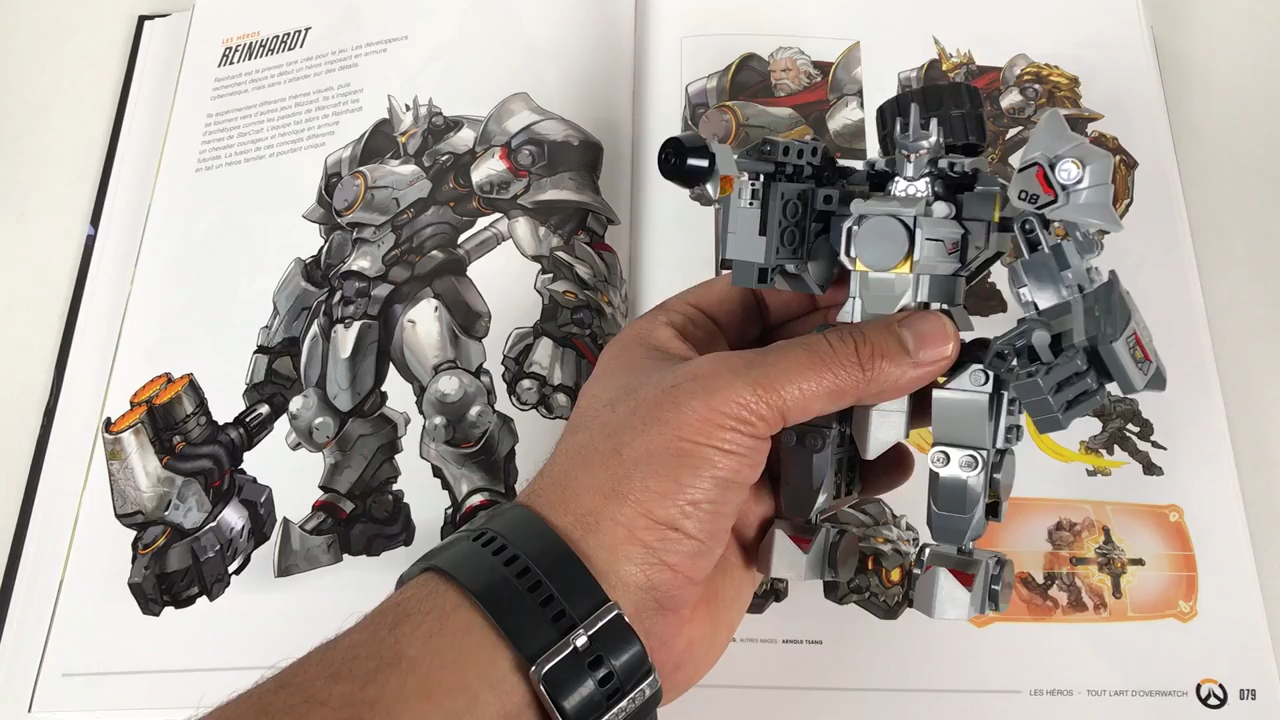 LES HÉROS
REINHARDT
Reinhardt est le premier tank créé pour le jeu. Les développeurs
recherchent depuis le début un héros imposant en armure
cybernétique, mais sans s'attarder sur des détails.
Ils expérimentent différents thèmes visuels, puis
se tournent vers d'autres jeux Blizzard. Ils s'inspirent
d'archétypes comme les paladins de Warcraft et les
marines de StarCraft. L'équipe fait alors de Reinhardt
un chevalier courageux et héroïque en armure
futuriste. La fusion de ces concepts différents
en fait un héros familier, et pourtant unique.
08
08
AUTRES IMAGES : ARNOLD TSANG
LES HÉROS - TOUT L'ART D'OVERWATCH 079